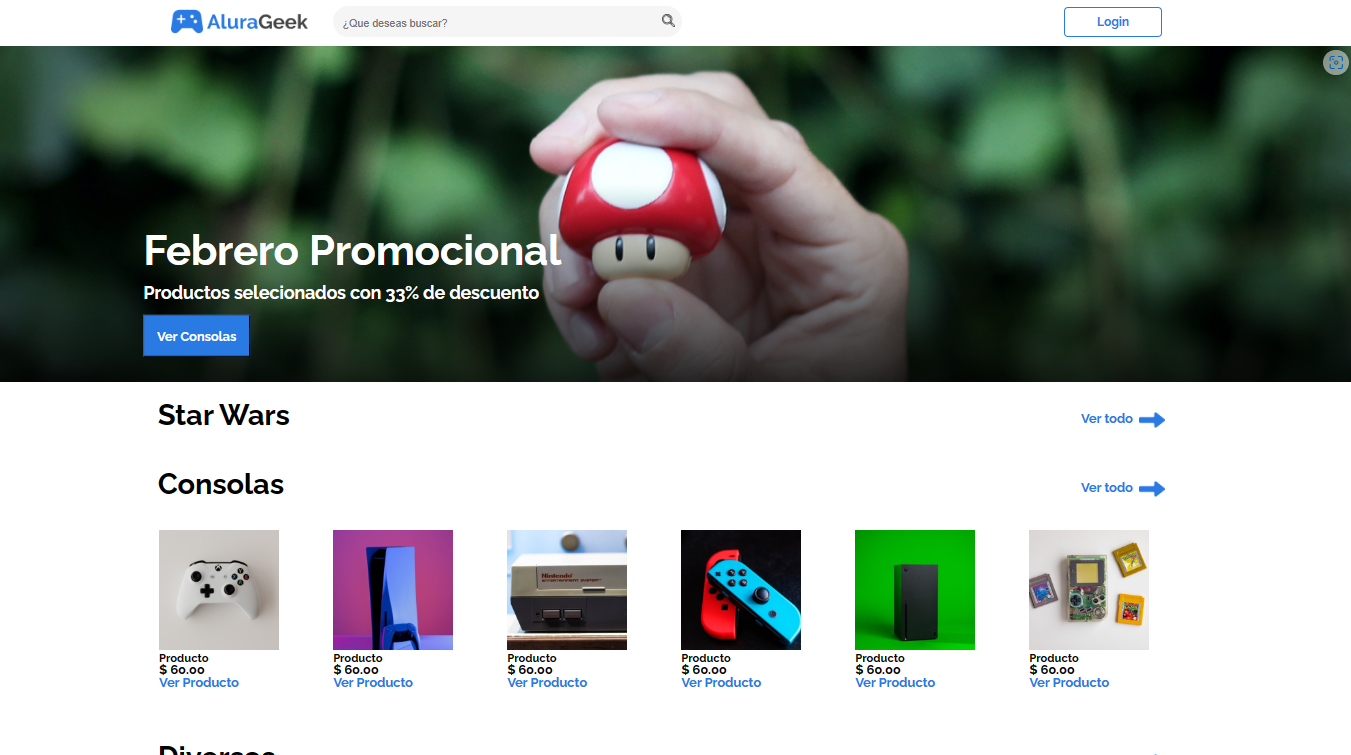 AluraGeek
¿Que deseas buscar?
Login
Febrero Promocional
Productos selecionados con 33% de descuento
Ver Consolas
Star Wars
Ver todo
Consolas
Ver todo
Nintendo
Producto
$ 60.00
Ver Producto
Producto
$ 60.00
Ver Producto
Producto
$ 60.00
Ver Producto
Producto
$ 60.00
Ver Producto
Producto
$ 60.00
Ver Producto
Producto
$ 60.00
Ver Producto
Diversos